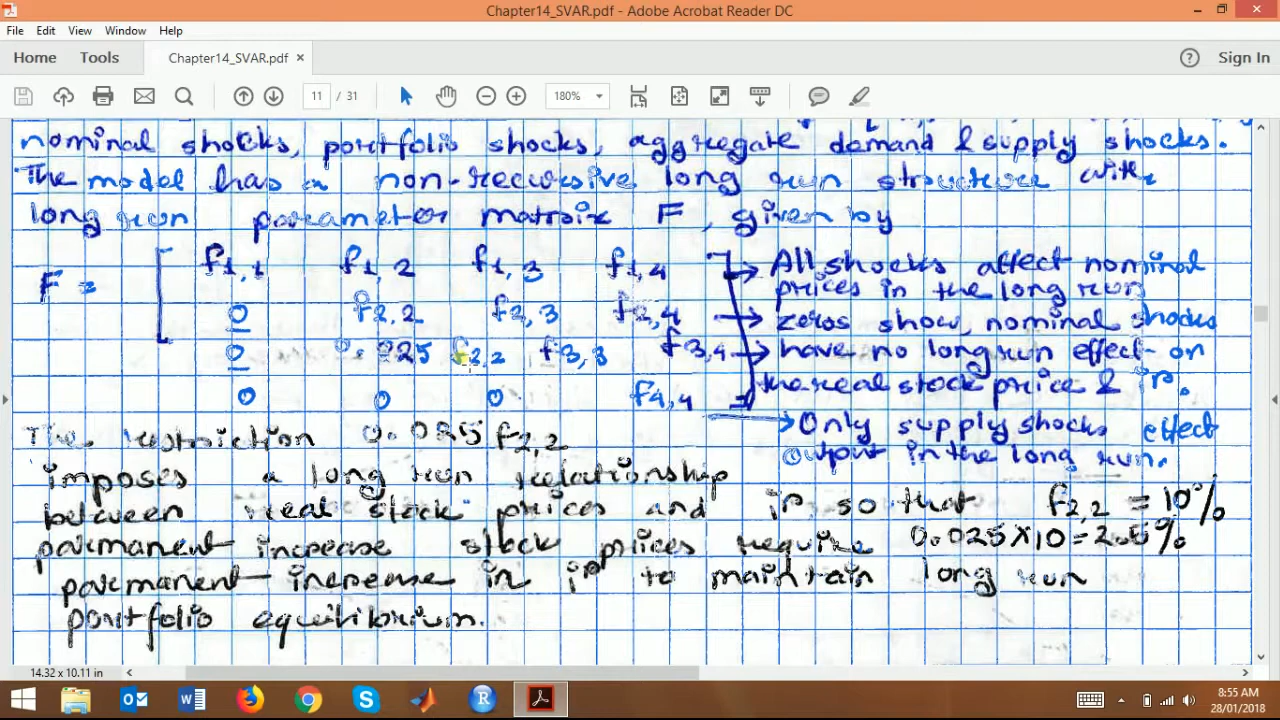 Chapter14_SVAR.pdf - Adobe Acrobat Reader DC
File Edit View Window Help
Home Tools Chapter14_SVAR.pdf × Sign In
11 / 31 180%
nominal shocks, portfolio shocks, aggregate demand & supply shocks.
The model has a non-recursive long run structure with
long run parameter matrix F, given by
F = f1,1 f1,2 f1,3 f1,4 → All shocks affect nominal
prices in the long run
0 f2,2 f2,3 f2,4 → zeros show, nominal shocks
0 0.025 f2,2 f3,3 f3,4 → have no long run effect on
the real stock price & ir.
0 0 0 f4,4 → Only supply shocks effect
output in the long run.
The restriction 0.025 f2,2
imposes a long run relationship
between real stock prices and ir, so that f2,2 = 10%
permanent increase stock prices require 0.025 X 10 = 2.5%
permanent increase in ir to maintain long run
portfolio equilibrium.
14.32 x 10.11 in
8:55 AM
28/01/2018